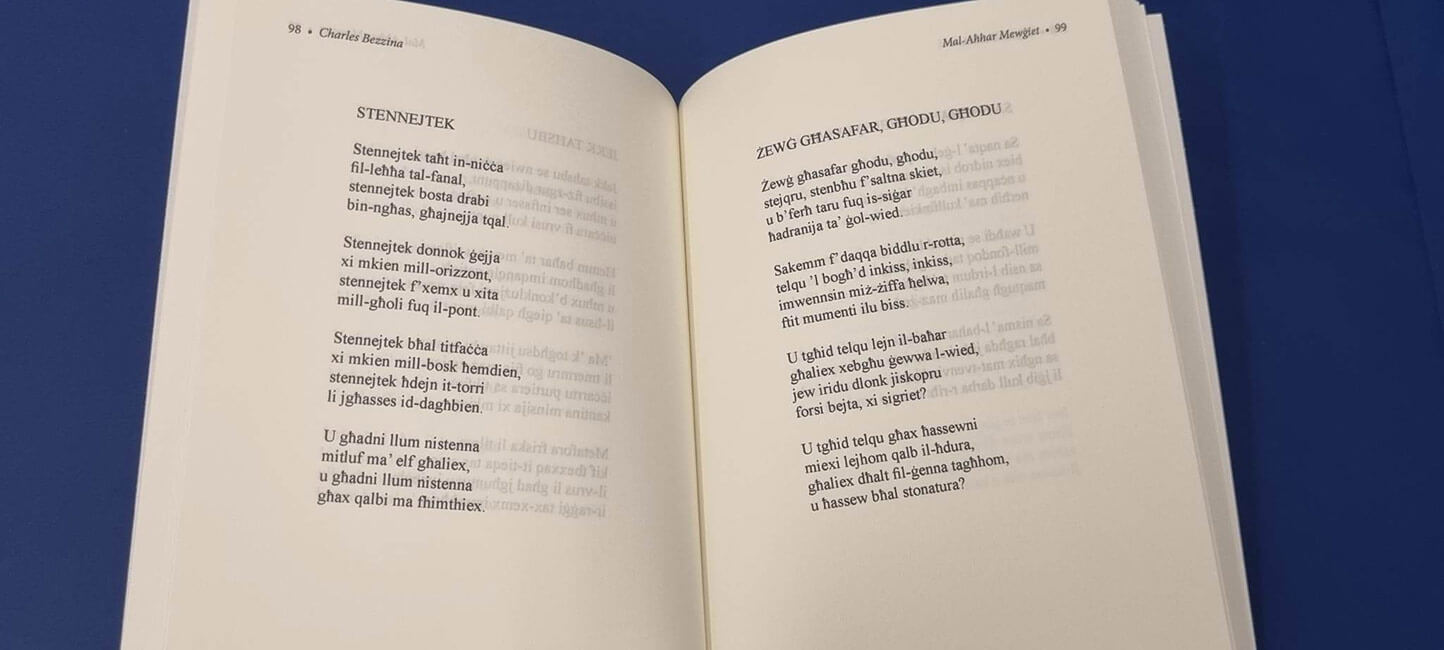 98 • Charles Bezzina
STENNEJTEK
Stennejtek taħt in-niċċa
fil-leħħa tal-fanal,
stennejtek bosta drabi
bin-ngħas, għajnejja tqal.
Stennejtek donnok ġejja
xi mkien mill-orizzont,
stennejtek f’xemx u xita
mill-għoli fuq il-pont.
Stennejtek bħal titfaċċa
xi mkien mill-bosk ħemdien,
stennejtek ħdejn it-torri
li jgħasses id-dagħbien.
U għadni llum nistenna
mitluf ma’ elf għaliex,
u għadni llum nistenna
għax qalbi ma fhimthiex.
Mal-Aħħar Mewġiet • 99
ŻEWĠ GĦASAFAR, GĦODU, GĦODU
Żewġ għasafar għodu, għodu,
stejqru, stenbħu f’saltna skiet,
u b’ferħ taru fuq is-siġar
ħadranija ta’ ġol-wied.
Sakemm f’daqqa biddlu r-rotta,
telqu ’l bogħ’d inkiss, inkiss,
imwennsin miż-żiffa ħelwa,
ftit mumenti ilu biss.
U tgħid telqu lejn il-baħar
għaliex xebgħu ġewwa l-wied,
jew iridu dlonk jiskopru
forsi bejta, xi sigriet?
U tgħid telqu għax ħassewni
miexi lejhom qalb il-ħdura,
għaliex dħalt fil-ġenna tagħhom,
u ħassew bħal stonatura?